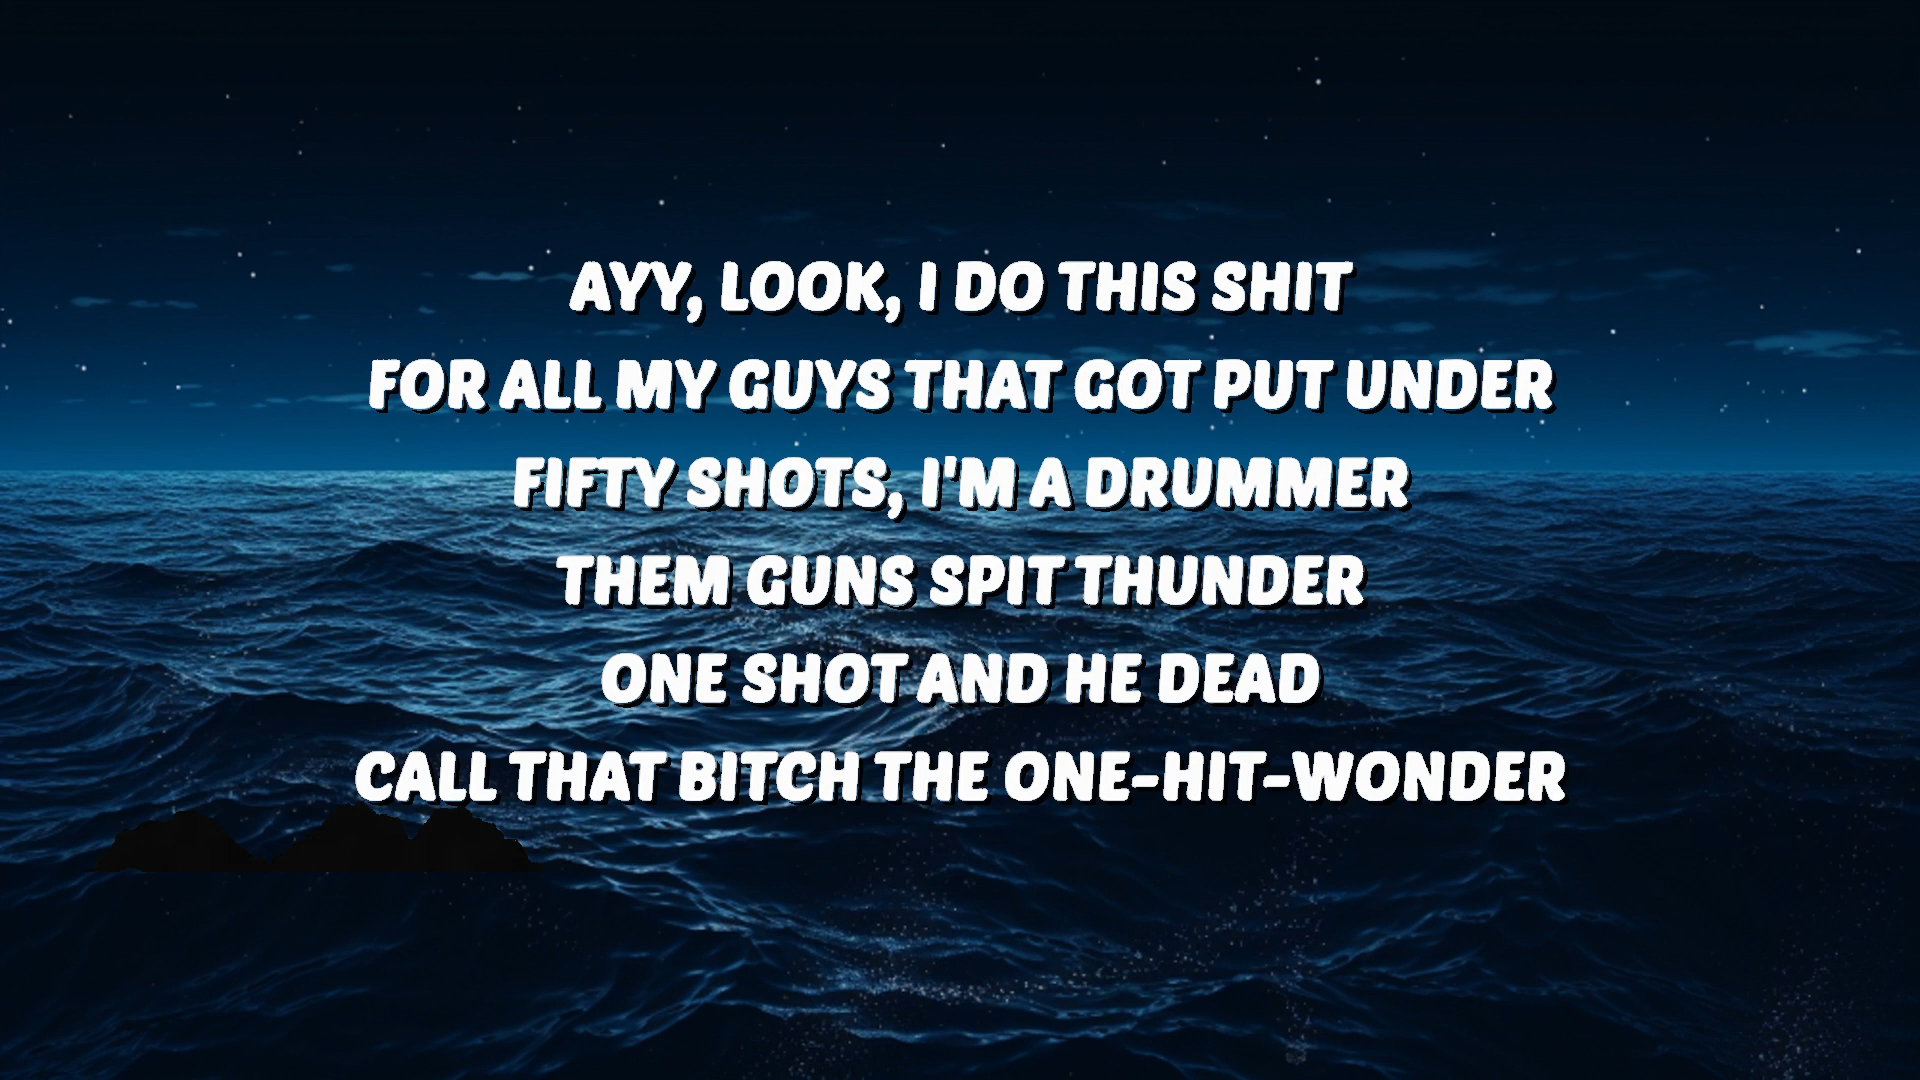 AYY, LOOK, I DO THIS SHIT
FOR ALL MY GUYS THAT GOT PUT UNDER
FIFTY SHOTS, I'M A DRUMMER
THEM GUNS SPIT THUNDER
ONE SHOT AND HE DEAD
CALL THAT BITCH THE ONE-HIT-WONDER